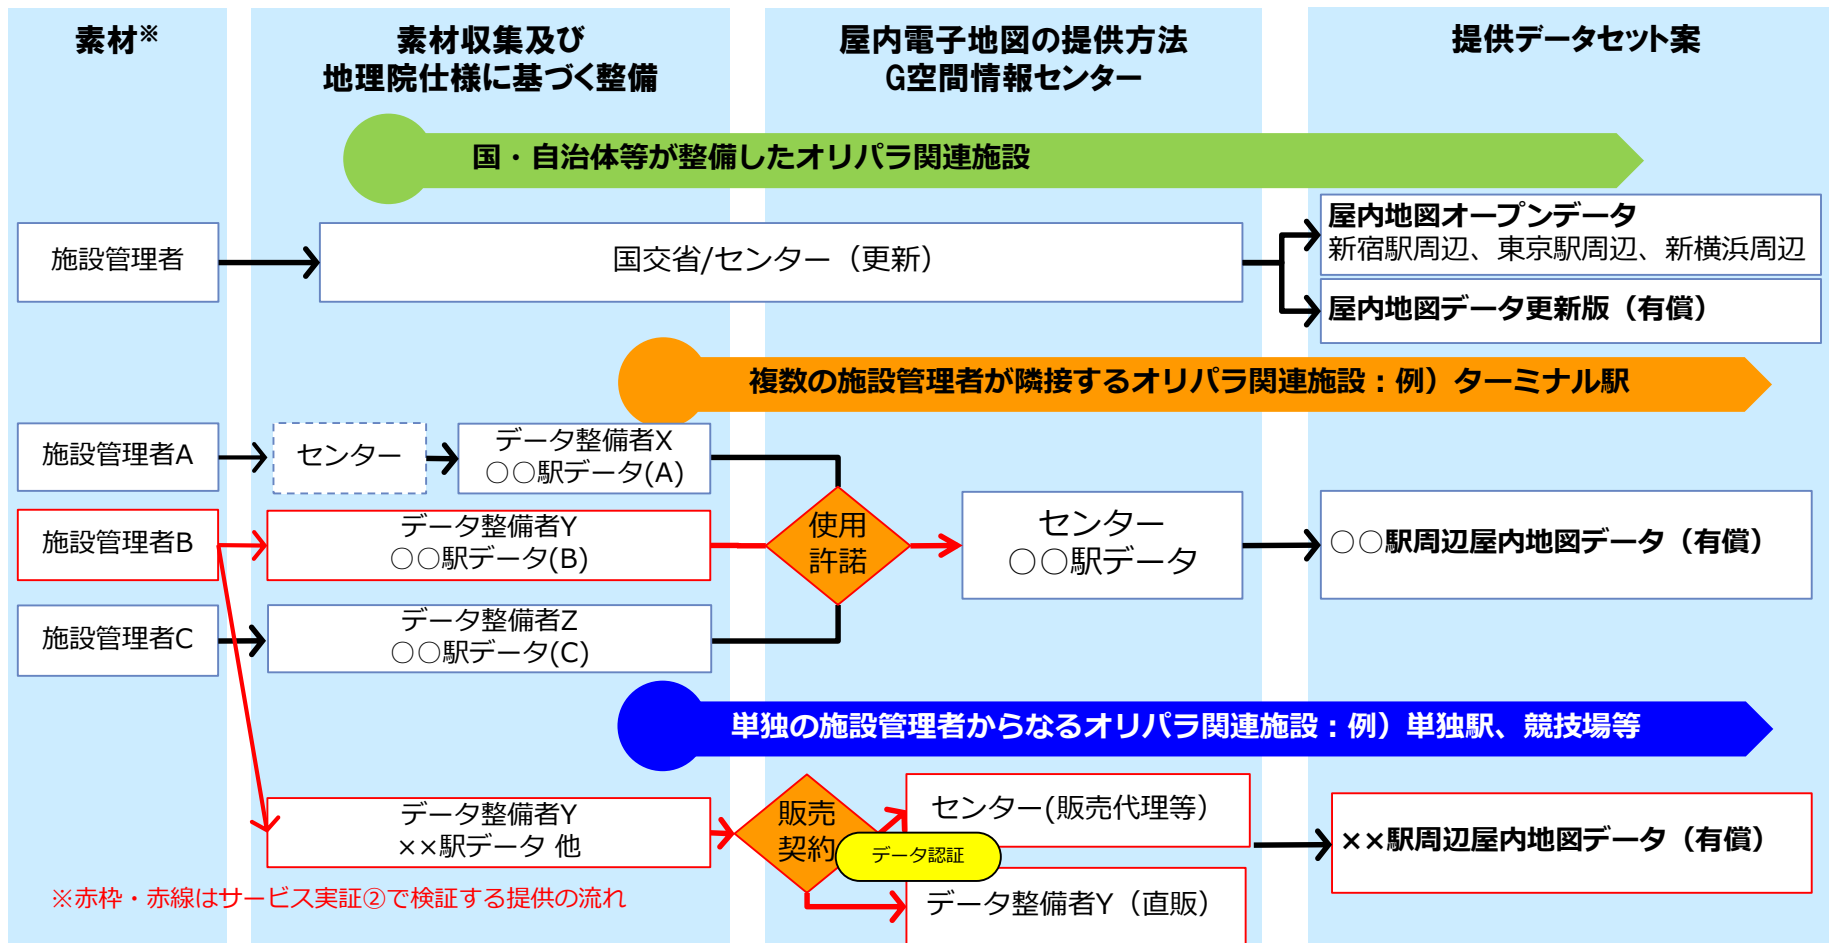 素材※
素材収集及び
地理院仕様に基づく整備
屋内電子地図の提供方法
G空間情報センター
提供データセット案
国・自治体等が整備したオリパラ関連施設
施設管理者
国交省/センター（更新）
屋内地図オープンデータ
新宿駅周辺、東京駅周辺、新横浜周辺
屋内地図データ更新版（有償）
複数の施設管理者が隣接するオリパラ関連施設：例）ターミナル駅
施設管理者A
センター
データ整備者X
○○駅データ(A)
施設管理者B
データ整備者Y
○○駅データ(B)
使用
許諾
センター
○○駅データ
○○駅周辺屋内地図データ（有償）
施設管理者C
データ整備者Z
○○駅データ(C)
単独の施設管理者からなるオリパラ関連施設：例）単独駅、競技場等
データ整備者Y
××駅データ 他
販売
契約
センター(販売代理等）
データ認証
データ整備者Y（直販）
××駅周辺屋内地図データ（有償）
※赤枠・赤線はサービス実証②で検証する提供の流れ